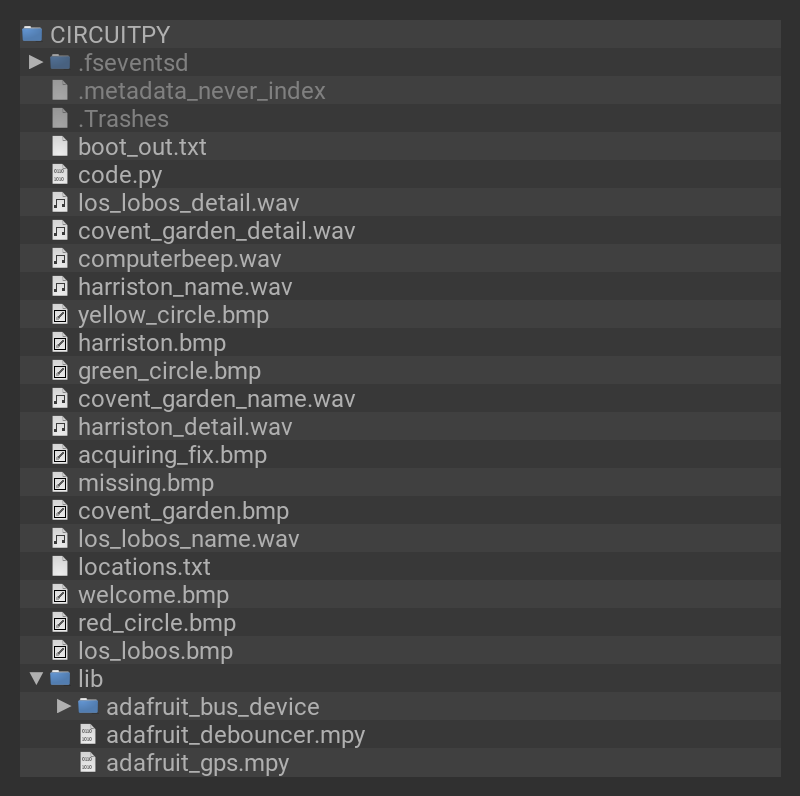 CIRCUITPY
.fseventsd
.metadata_never_index
.Trashes
boot_out.txt
code.py
los_lobos_detail.wav
covent_garden_detail.wav
computerbeep.wav
harriston_name.wav
yellow_circle.bmp
harriston.bmp
green_circle.bmp
covent_garden_name.wav
harriston_detail.wav
acquiring_fix.bmp
missing.bmp
covent_garden.bmp
los_lobos_name.wav
locations.txt
welcome.bmp
red_circle.bmp
los_lobos.bmp
lib
adafruit_bus_device
adafruit_debouncer.mpy
adafruit_gps.mpy